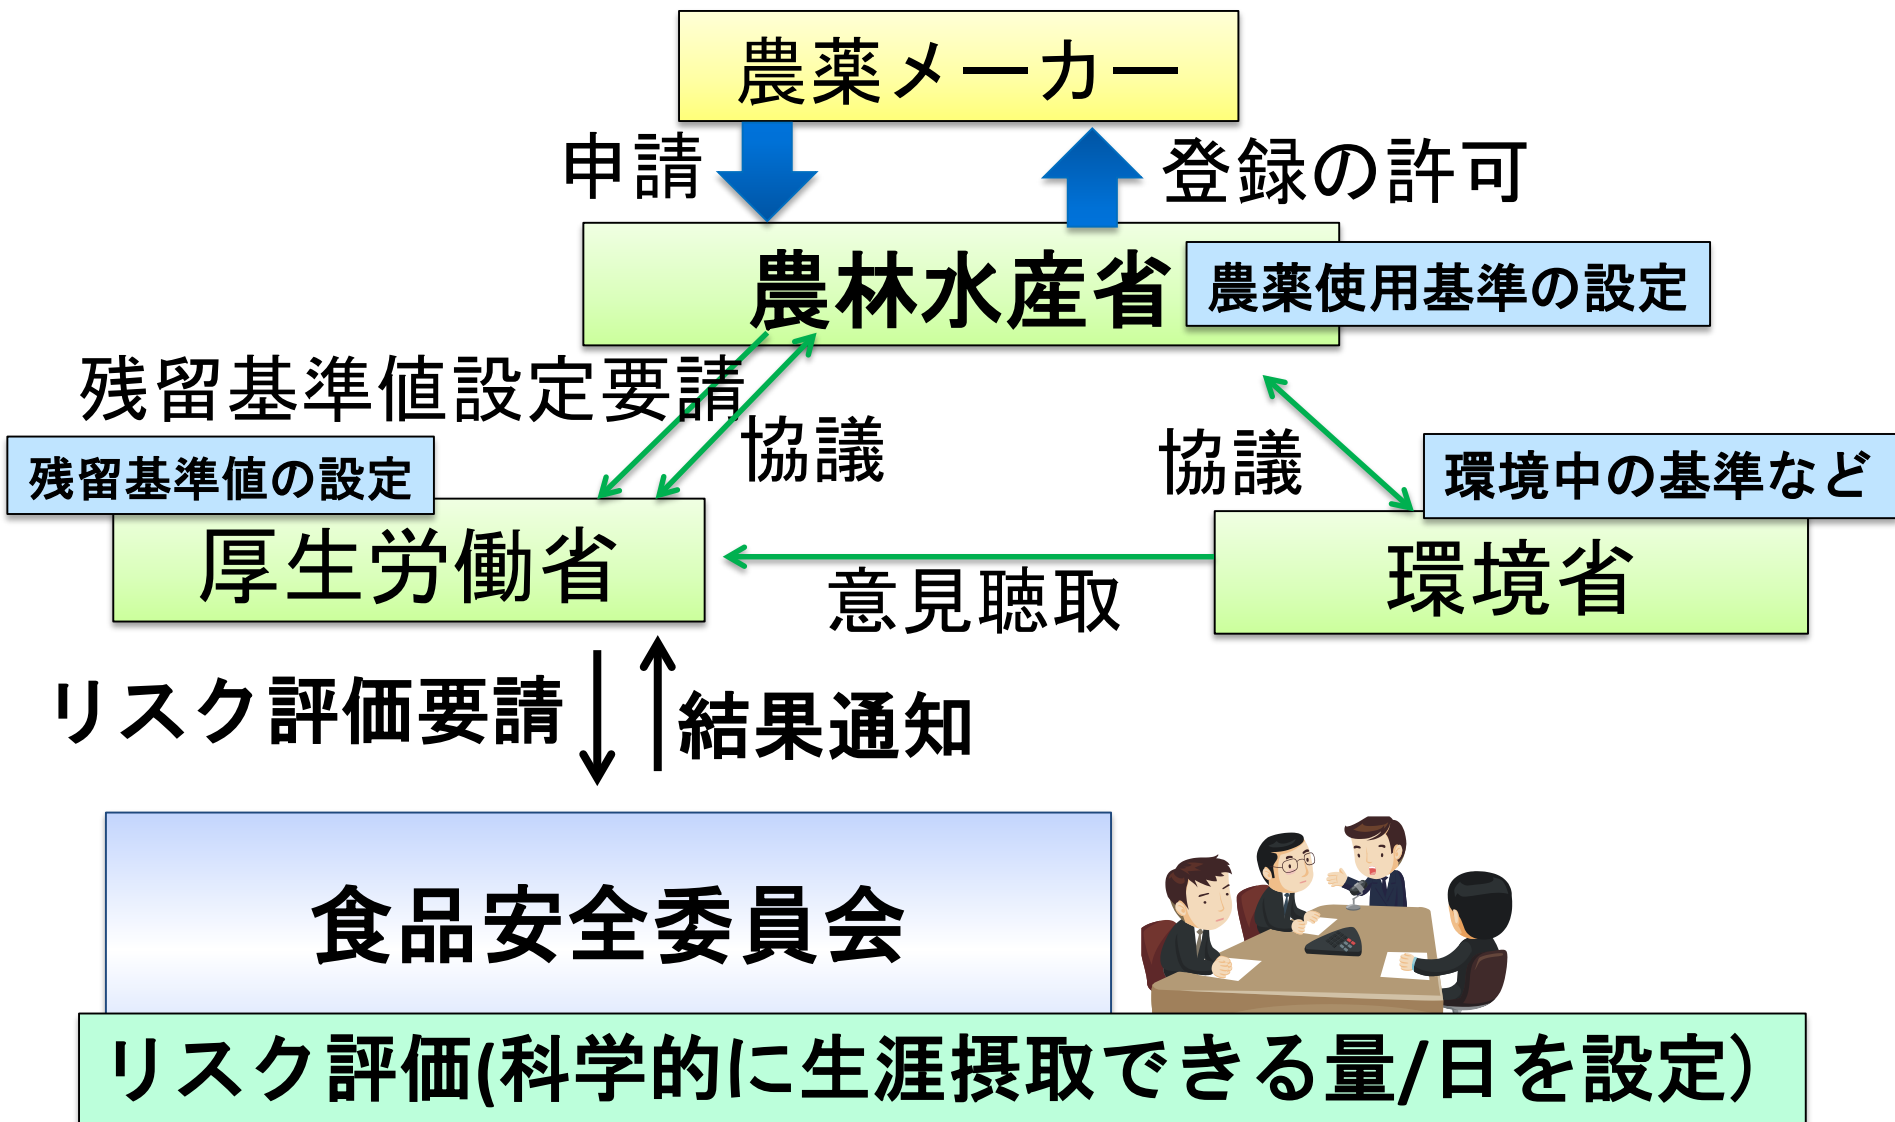 農薬メーカー
申請
登録の許可
農林水産省
農薬使用基準の設定
残留基準値設定要請
協議
協議
残留基準値の設定
環境中の基準など
厚生労働省
意見聴取
環境省
リスク評価要請
結果通知
食品安全委員会
リスク評価(科学的に生涯摂取できる量/日を設定）